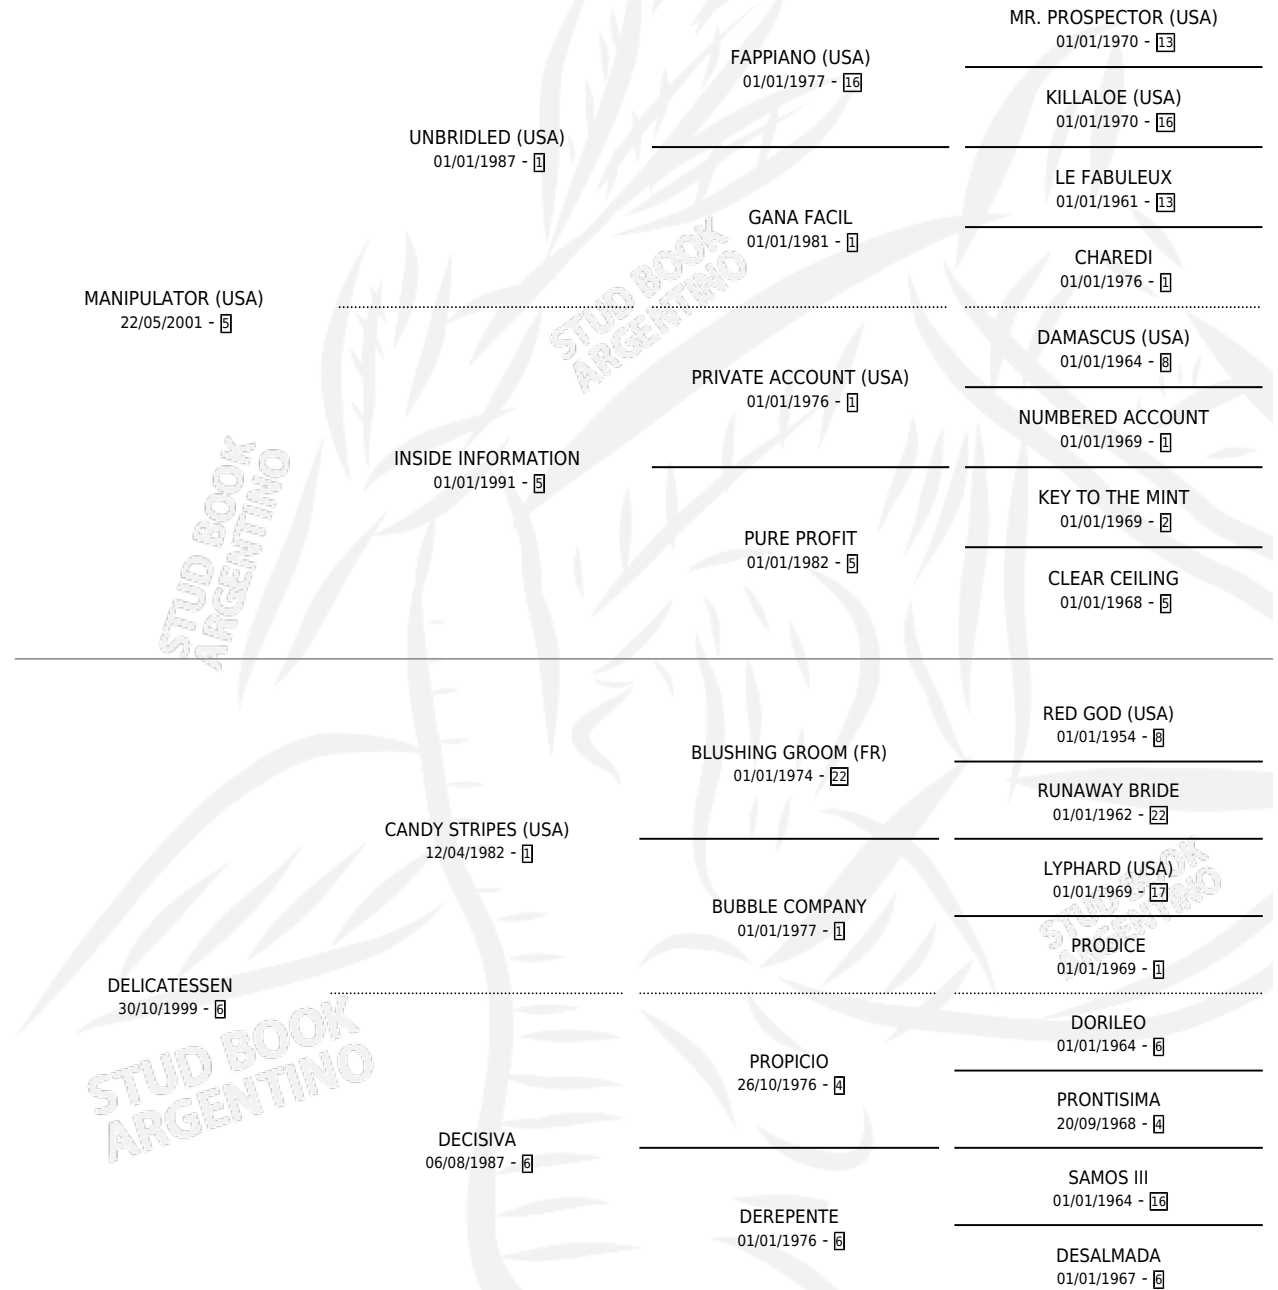 MR. PROSPECTOR (USA)
01/01/1970 - 13
FAPPIANO (USA)
01/01/1977 - 16
KILLALOE (USA)
01/01/1970 - 16
UNBRIDLED (USA)
01/01/1987 - 1
LE FABULEUX
01/01/1961 - 13
GANA FACIL
01/01/1981 - 1
CHAREDI
01/01/1976 - 1
MANIPULATOR (USA)
22/05/2001 - 5
STUD BOOK
ARGENTINO
DAMASCUS (USA)
01/01/1964 - 8
PRIVATE ACCOUNT (USA)
01/01/1976 - 1
NUMBERED ACCOUNT
01/01/1969 - 1
INSIDE INFORMATION
01/01/1991 - 5
KEY TO THE MINT
01/01/1969 - 2
PURE PROFIT
01/01/1982 - 5
CLEAR CEILING
01/01/1968 - 5
STUD BOOK
ARGENTINO
RED GOD (USA)
01/01/1954 - 8
BLUSHING GROOM (FR)
01/01/1974 - 22
RUNAWAY BRIDE
01/01/1962 - 22
CANDY STRIPES (USA)
12/04/1982 - 1
LYPHARD (USA)
01/01/1969 - 17
BUBBLE COMPANY
01/01/1977 - 1
STUD BOOK
ARGENTINO
PRODICE
01/01/1969 - 1
DELICATESSEN
30/10/1999 - 6
DORILEO
01/01/1964 - 6
PROPICIO
26/10/1976 - 4
STUD BOOK
ARGENTINO
PRONTISIMA
20/09/1968 - 4
DECISIVA
06/08/1987 - 6
SAMOS III
01/01/1964 - 16
DEREPENTE
01/01/1976 - 6
DESALMADA
01/01/1967 - 6